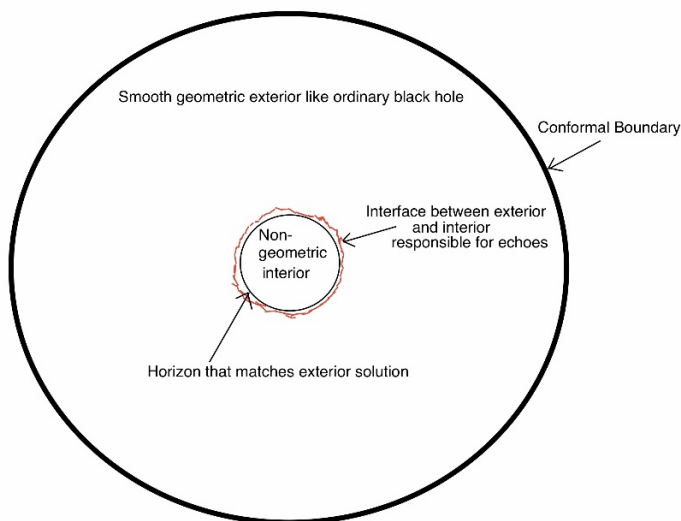 Smooth geometric exterior like ordinary black hole
Conformal Boundary
Interface between exterior
and interior
responsible for echoes
Non-
geometric
interior
Horizon that matches exterior solution